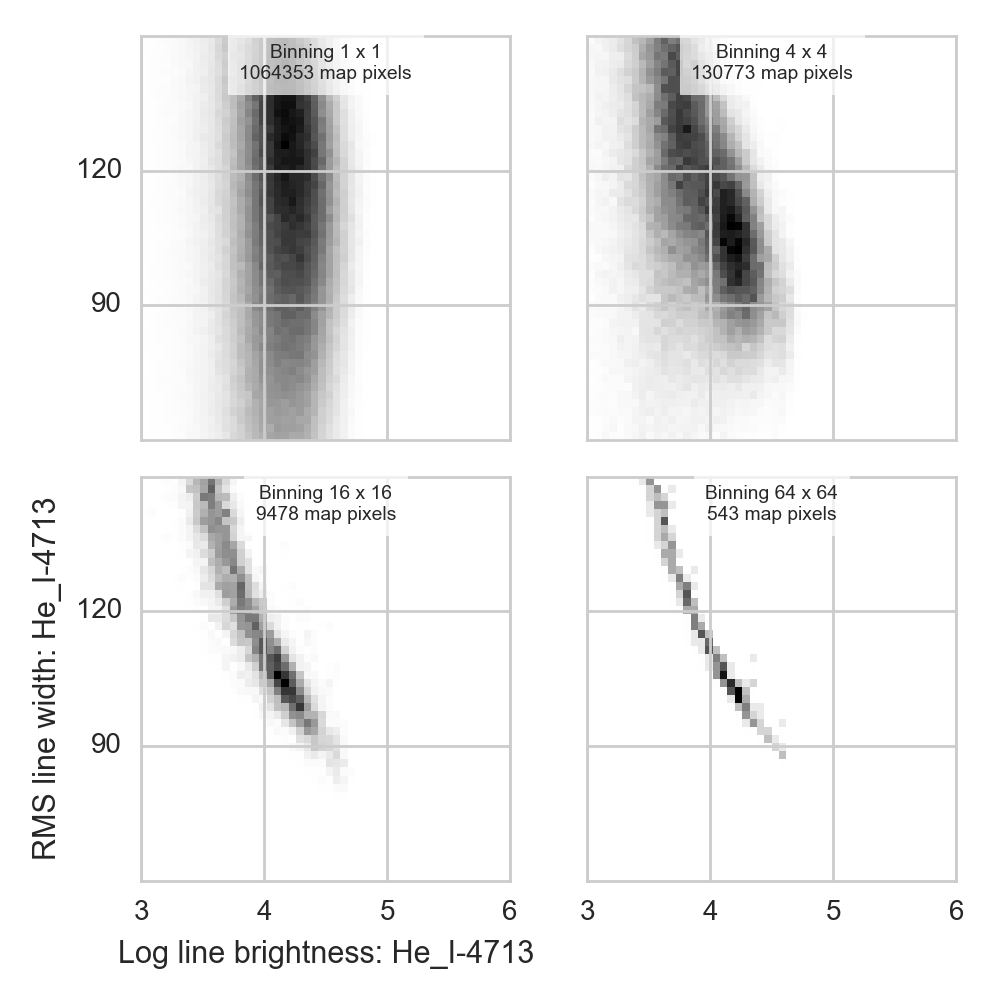 Binning 1 x 1
1064353 map pixels
Binning 4 x 4
130773 map pixels
120
90
Binning 16 x 16
9478 map pixels
Binning 64 x 64
543 map pixels
RMS line width: He_I-4713
120
90
3 4 5 6 3 4 5 6
Log line brightness: He_I-4713